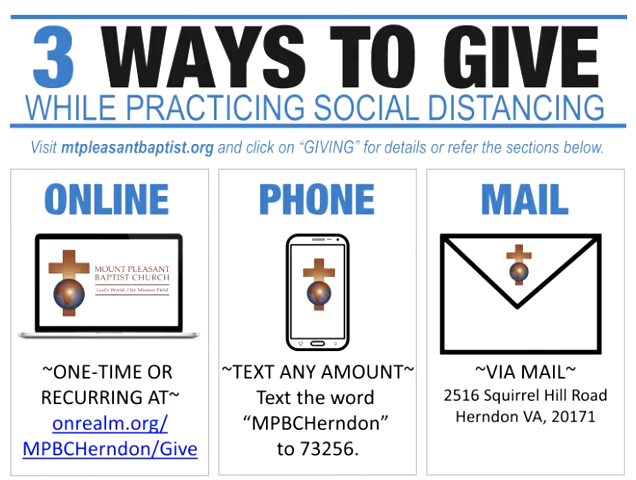 3 WAYS TO GIVE
WHILE PRACTICING SOCIAL DISTANCING
Visit mtpleasantbaptist.org and click on “GIVING” for details or refer the sections below.
ONLINE
MOUNT PLEASANT
BAPTIST CHURCH
God's World, Our Mission Field
~ONE-TIME OR
RECURRING AT~
onrealm.org/
MPBCHerndon/Give
PHONE
~TEXT ANY AMOUNT~
Text the word
“MPBCHerndon”
to 73256.
MAIL
~VIA MAIL~
2516 Squirrel Hill Road
Herndon VA, 20171